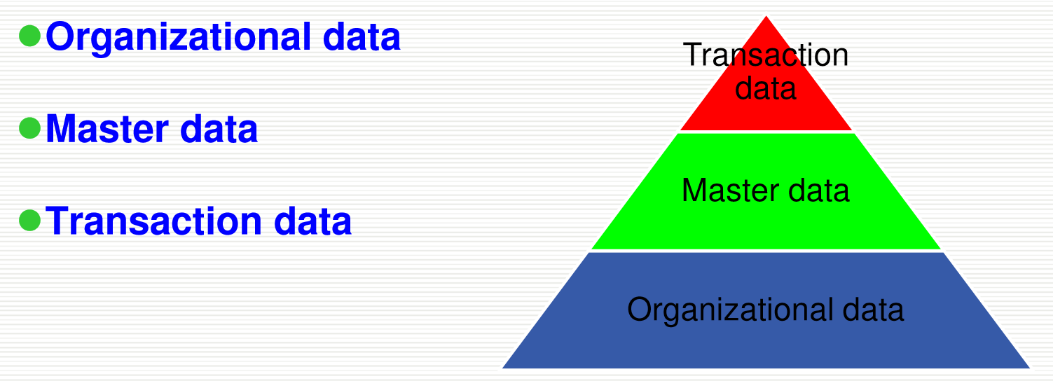 Organizational data
Master data
Transaction data
Transaction
data
Master data
Organizational data